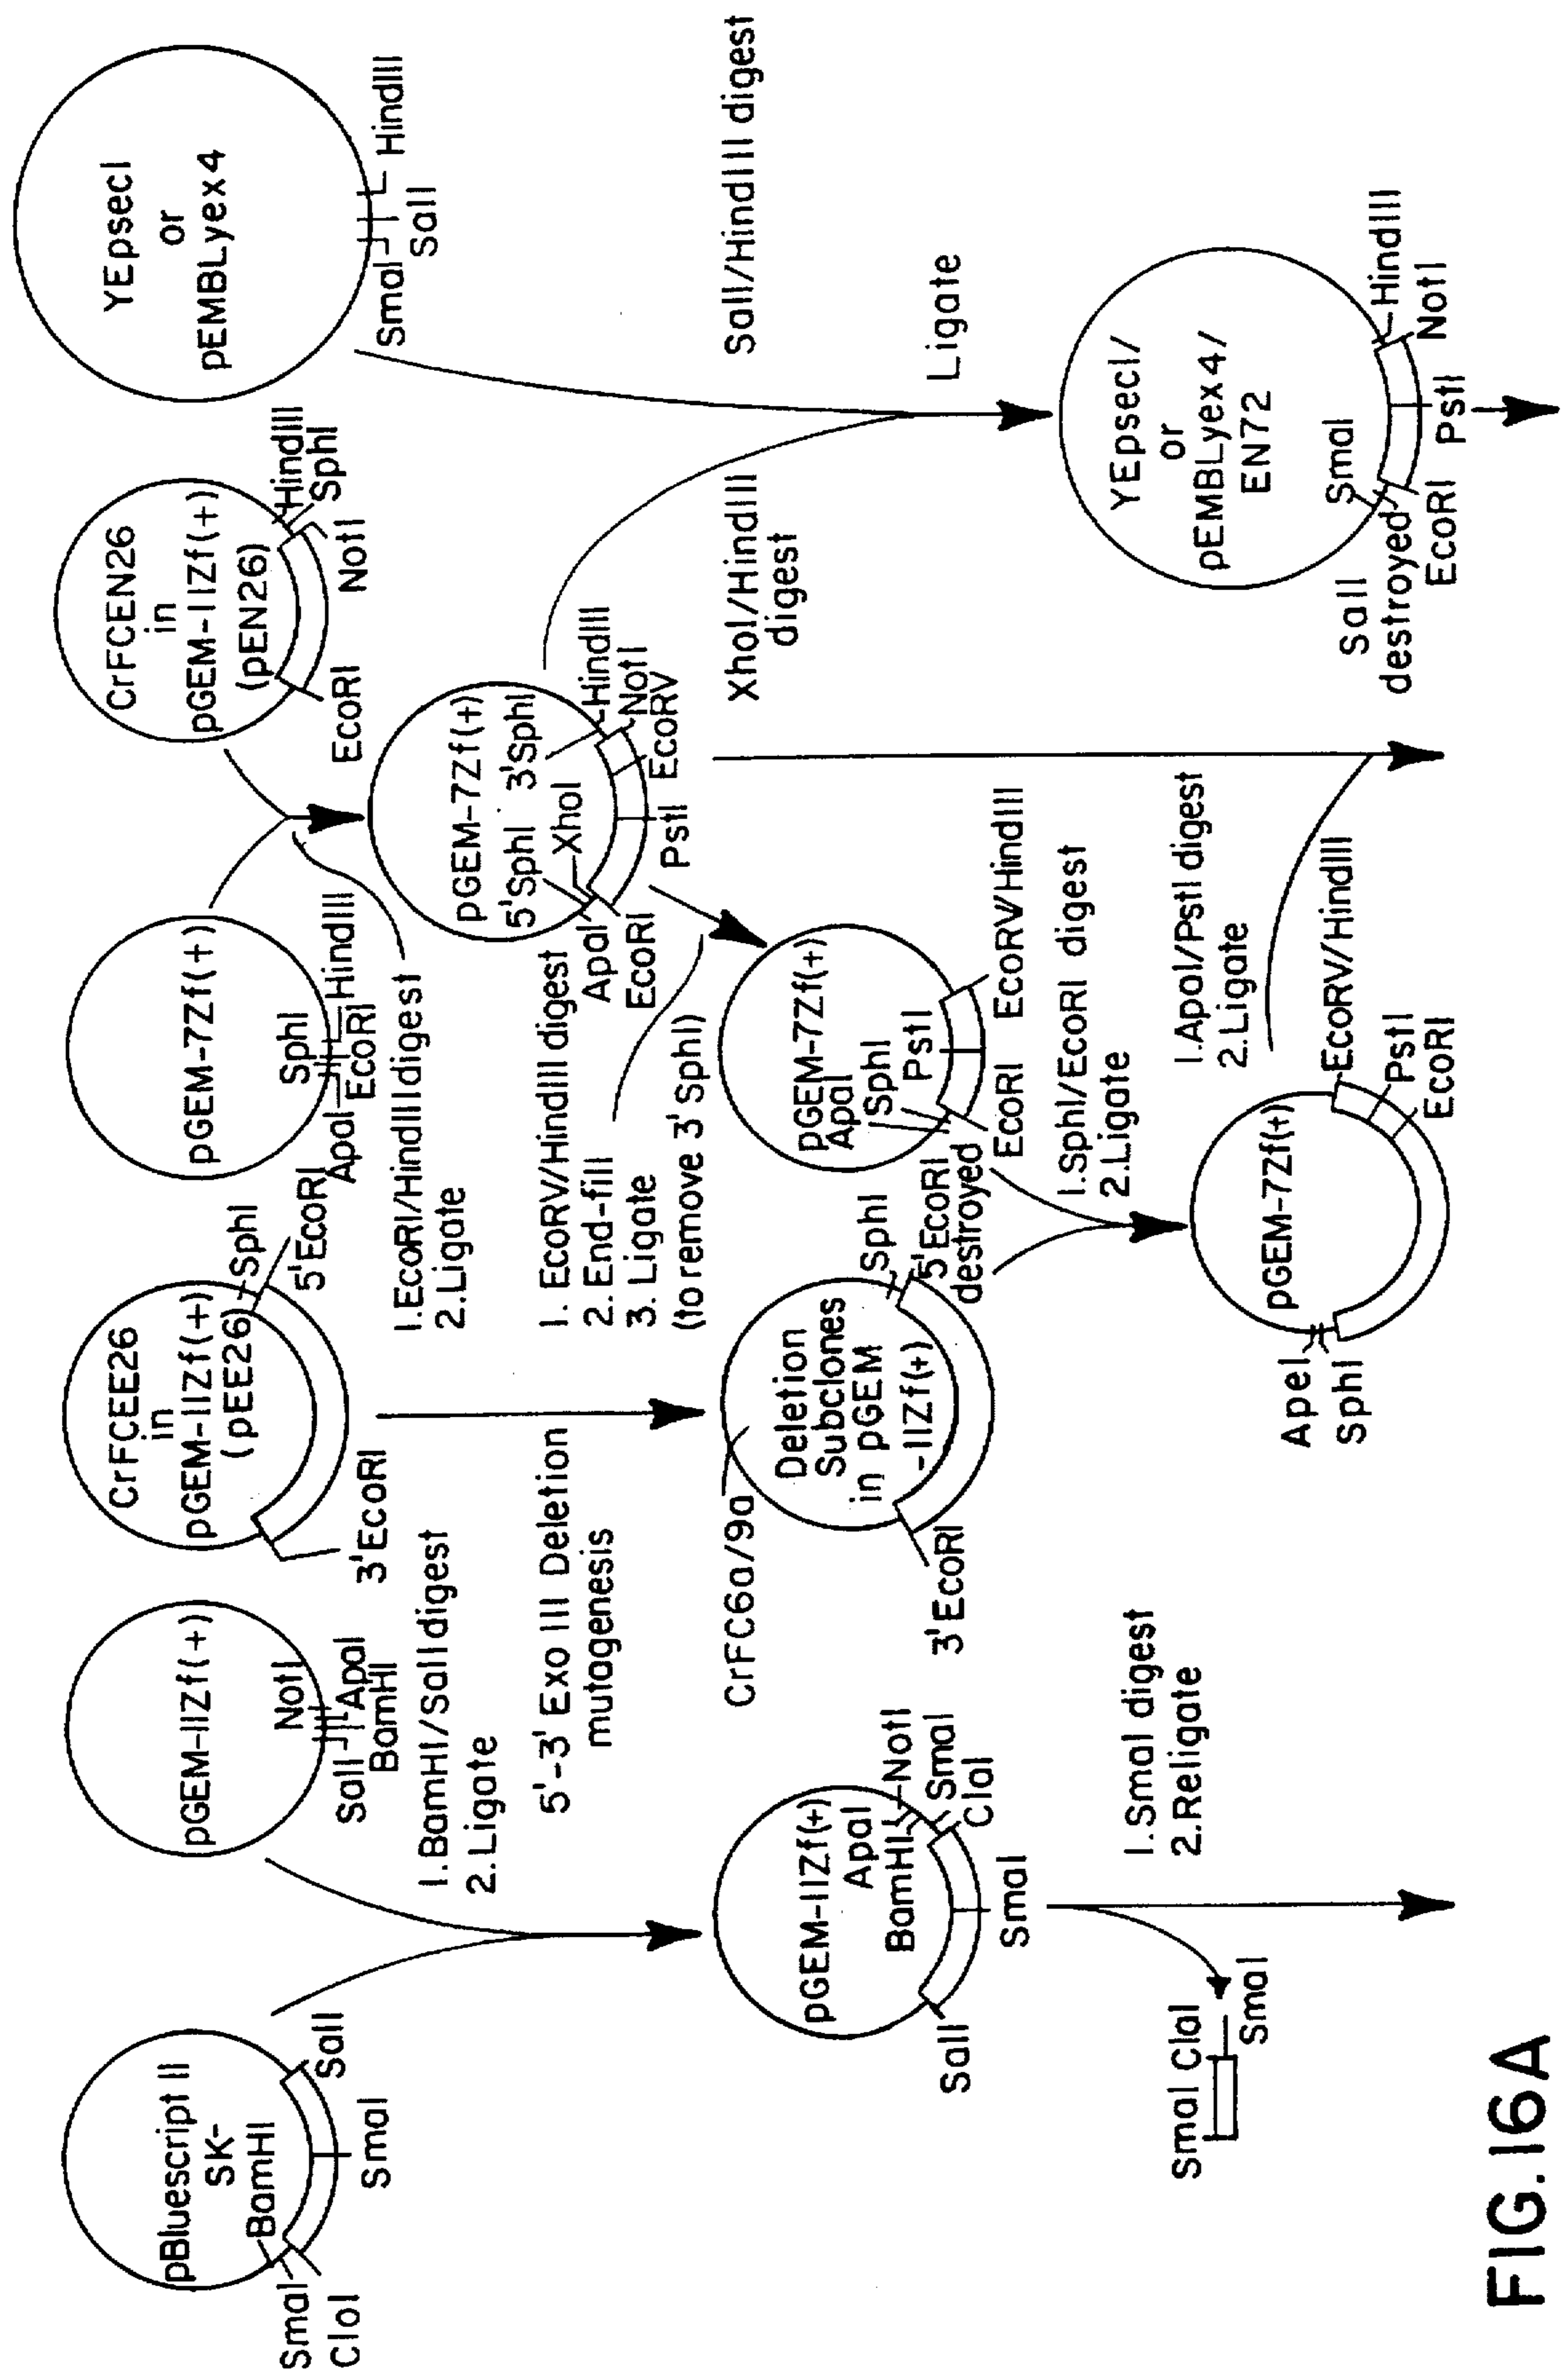 pBluescript II
SK-
BamHI
SmaI
ClaI
SmaI
SalI
pGEM-11Zf(+)
NotI
SalI
ApaI
BamHI
1.BamHI/SalI digest
2.Ligate
CrFCEE26
in
pGEM-11Zf(+)
(pEE26)
SphI
5'EcoRI
3'EcoRI
5'-3' Exo III Deletion
mutagenesis
pGEM-7Zf(+)
SphI
ApaI
HindIII
EcoRI
1.EcoRI/HindIII digest
2.Ligate
CrFCEN26
in
pGEM-11Zf(+)
(pEN26)
HindIII
SphI
NotI
EcoRI
YEpsec1
or
pEMBLyex4
SmaI
HindIII
SalI
pGEM-7Zf(+)
5'SphI 3'SphI
XhoI
HindIII
NotI
EcoRV
PstI
ApaI
EcoRI
1. EcoRV/HindIII digest
2. End-fill
3. Ligate
(to remove 3' SphI)
XhoI/HindIII
digest
SalI/HindIII digest
Ligate
pGEM-11Zf(+)
ApaI
BamHI
NotI
SmaI
ClaI
SmaI
SalI
CrFC6a/9a
Deletion
Subclones
in pGEM
-11Zf(+)
SphI
5'EcoRI
destroyed
3'EcoRI
pGEM-7Zf(+)
ApaI
SphI
PstI
EcoRI
EcoRV/HindIII
1.SphI/EcoRI digest
2.Ligate
YEpsec1/
or
pEMBLyex4/
EN72
SmaI
SalI
destroyed
EcoRI
PstI
HindIII
NotI
1.SmaI digest
2.Religate
SmaI ClaI
SmaI
pGEM-7Zf(+)
ApeI
SphI
EcoRV/HindIII
PstI
EcoRI
1.ApaI/PstI digest
2.Ligate
FIG.16A